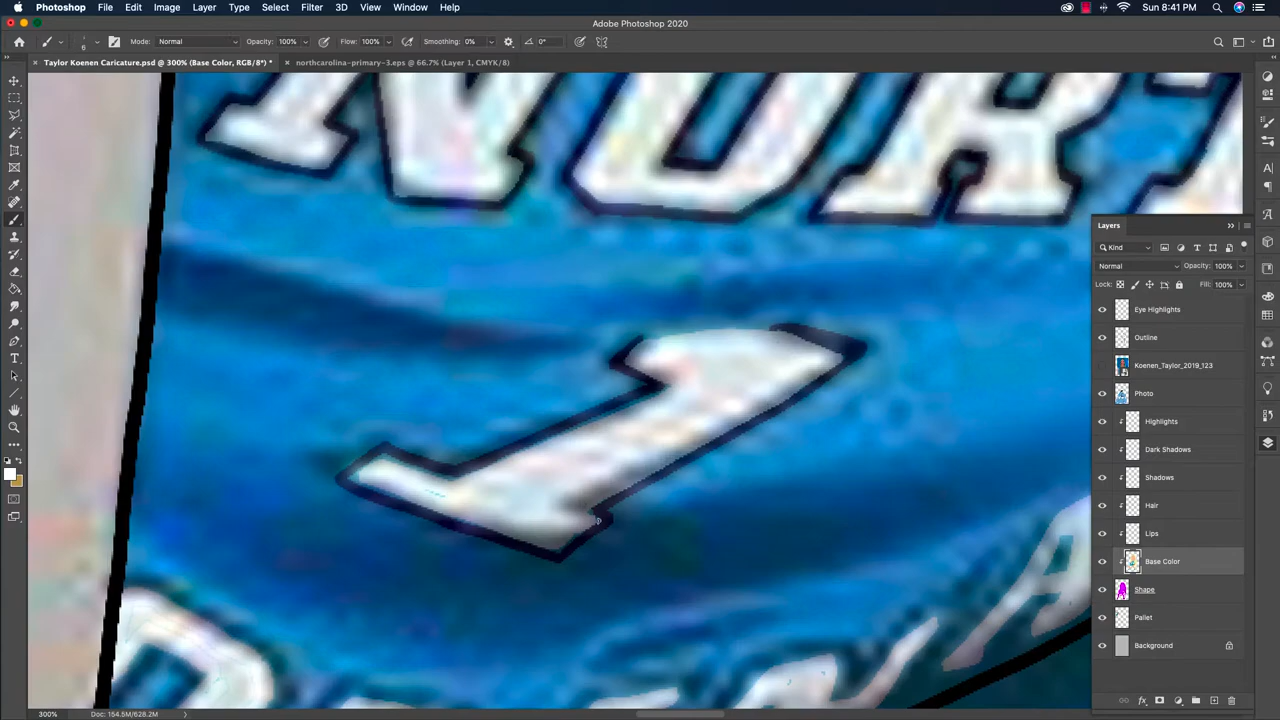 Photoshop File Edit Image Layer Type Select Filter 3D View Window Help Sun 8:41 PM
Adobe Photoshop 2020
6 Mode: Normal Opacity: 100% Flow: 100% Smoothing: 0% 0°
Taylor Koenen Caricature.psd @ 300% (Base Color, RGB/8*) * northcarolina-primary-3.eps @ 66.7% (Layer 1, CMYK/8)
NORT
1
Layers
Kind
Normal Opacity: 100%
Lock: Fill: 100%
Eye Highlights
Outline
Koenen_Taylor_2019_123
Photo
Highlights
Dark Shadows
Shadows
Hair
Lips
Base Color
Shape
Pallet
Background
300% Doc: 154.5M/628.2M